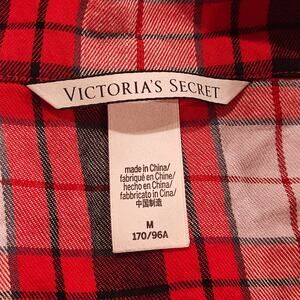 VICTORIA'S SECRET
made in China/
fabriqué en Chine/
hecho en China/
fabbricato in Cina/
中国制造
M
170/96A